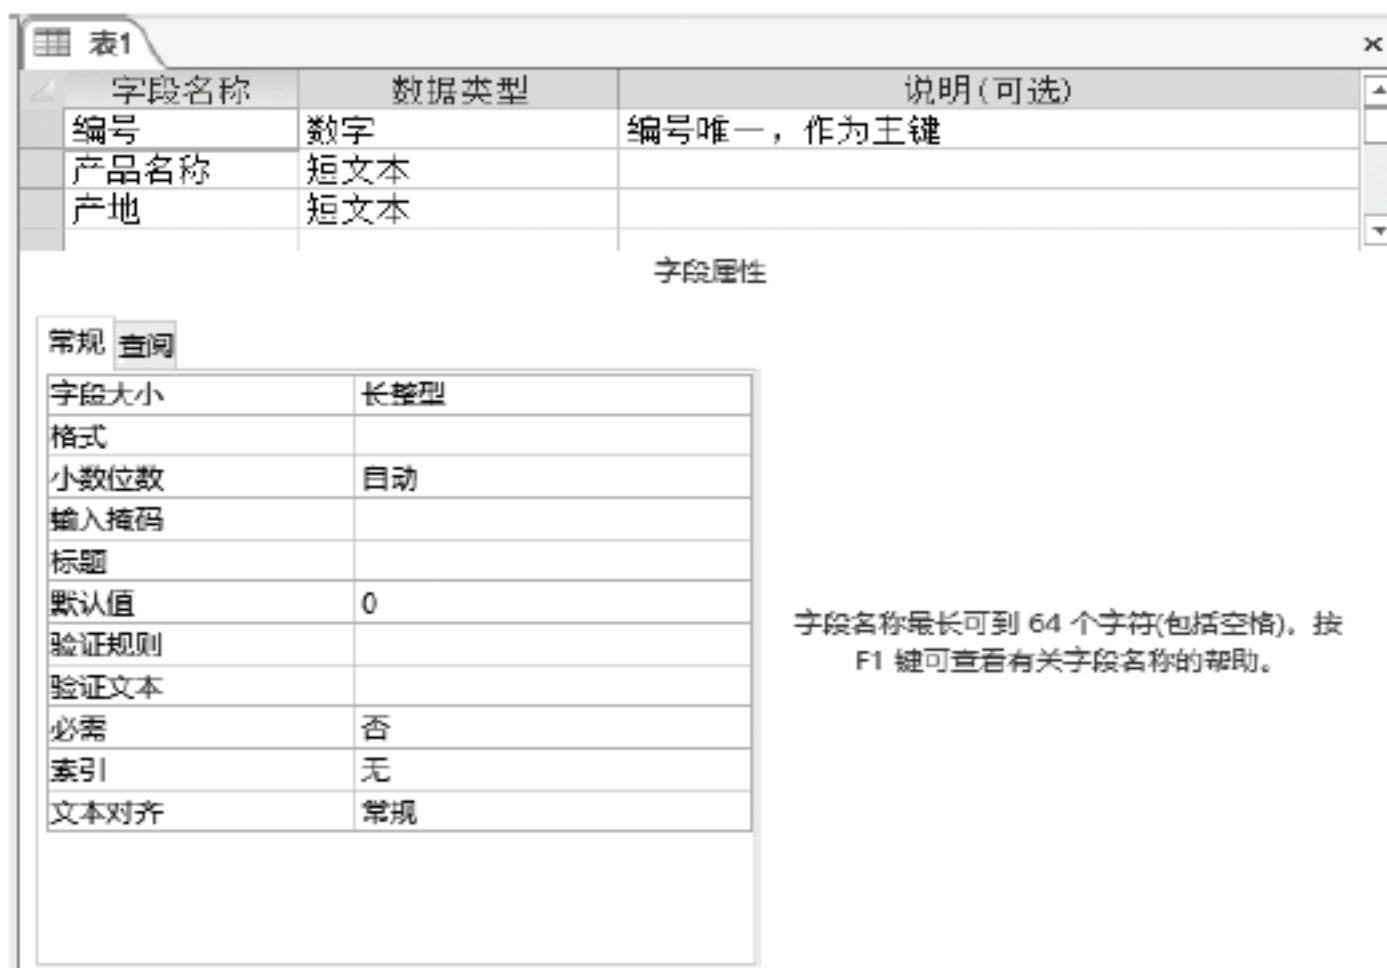 表1
字段名称 数据类型 说明(可选)
编号 数字 编号唯一，作为主键
产品名称 短文本
产地 短文本
字段属性
常规 查阅
字段大小 长整型
格式
小数位数 自动
输入掩码
标题
默认值 0
验证规则
验证文本
必需 否
索引 无
文本对齐 常规
字段名称最长可到 64 个字符(包括空格)。按
F1 键可查看有关字段名称的帮助。